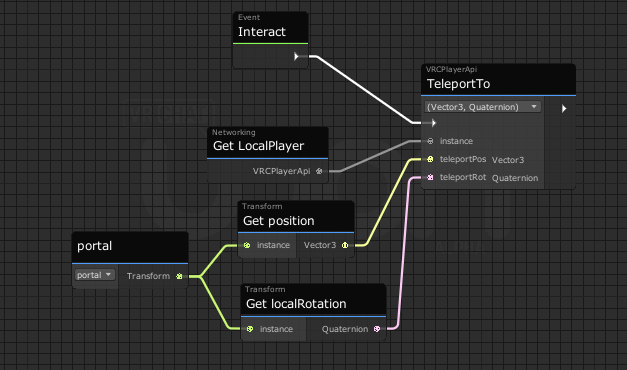 Event
Interact
VRCPlayerApi
TeleportTo
(Vector3, Quaternion)
instance
teleportPos Vector3
teleportRot Quaternion
Networking
Get LocalPlayer
VRCPlayerApi
Transform
Get position
instance Vector3
portal
portal Transform
Transform
Get localRotation
instance Quaternion